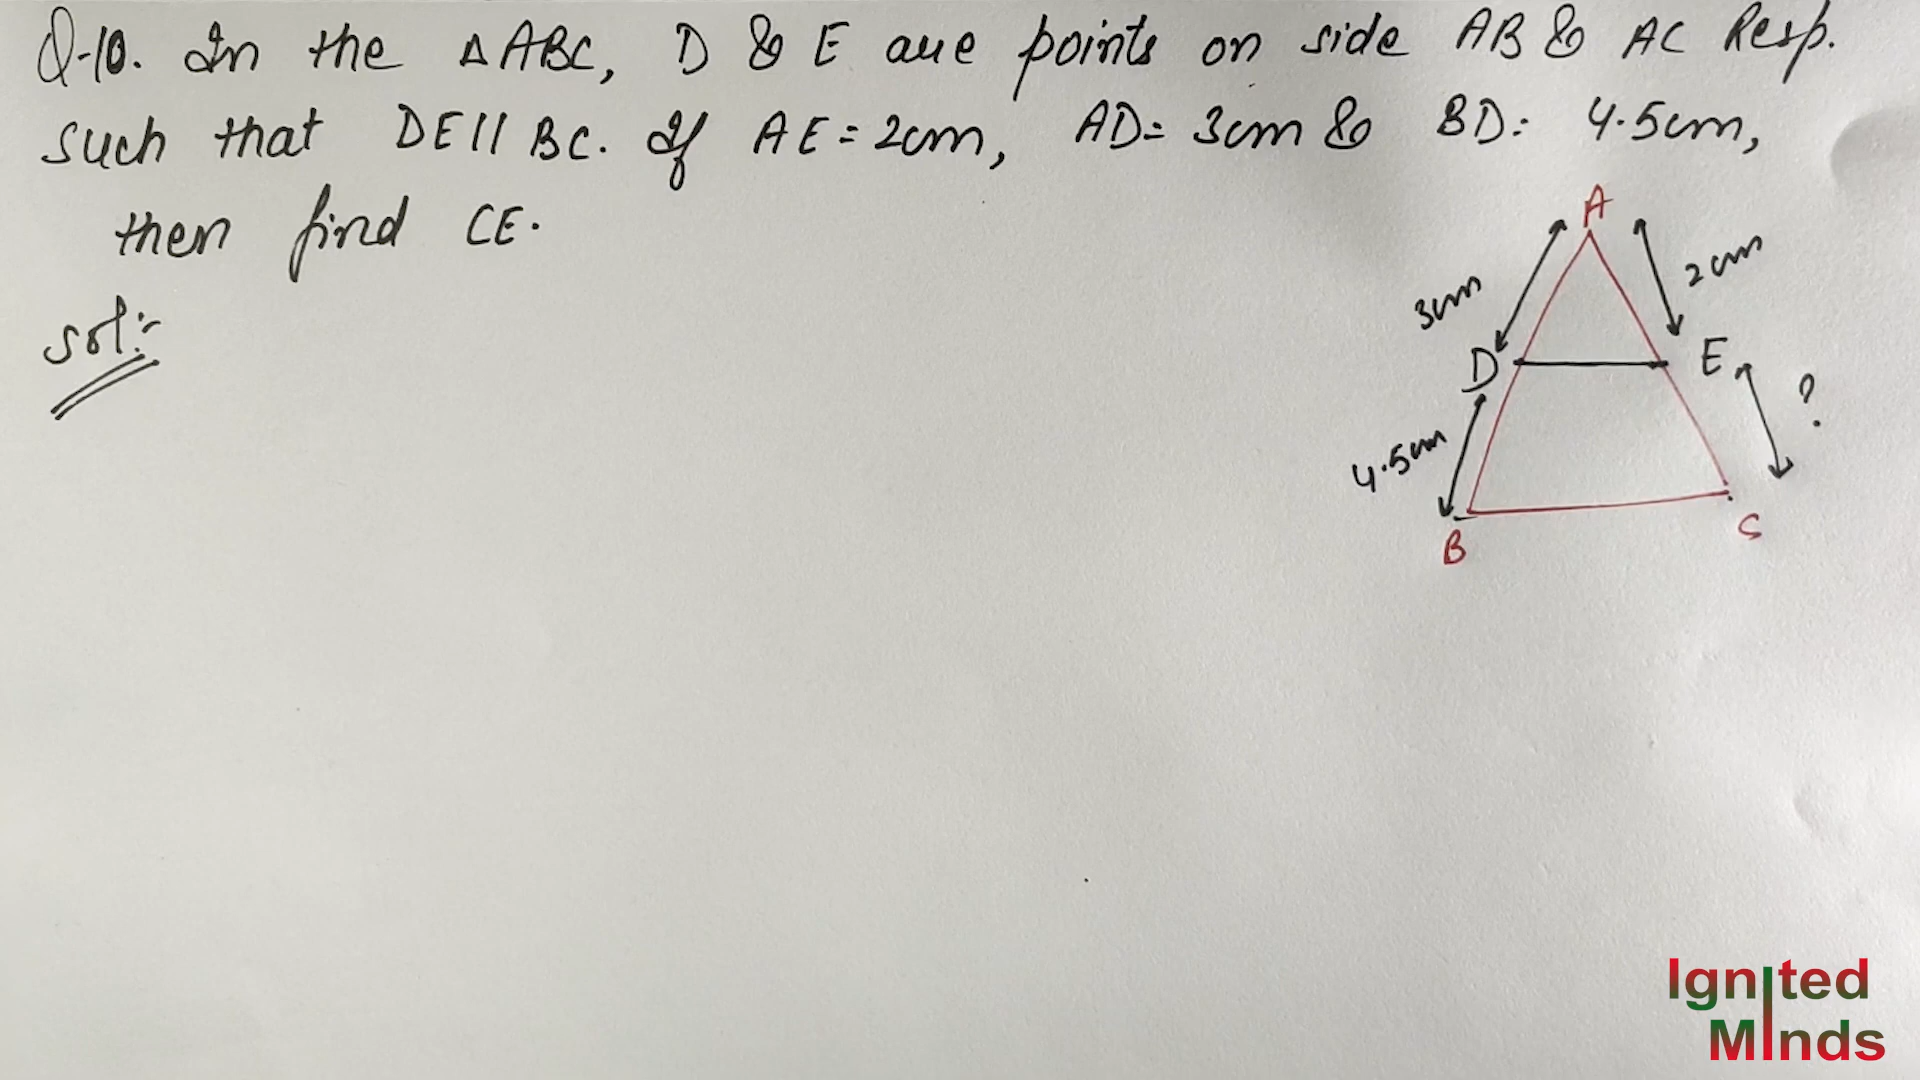 Q-10. In the △ABC, D & E are points on side AB & AC Resp.
such that DE || BC. If AE = 2cm, AD = 3cm & BD = 4.5cm,
then find CE.
Sol:-
A
3cm
2cm
D
E
4.5cm
?
B
C
Ignited
Minds